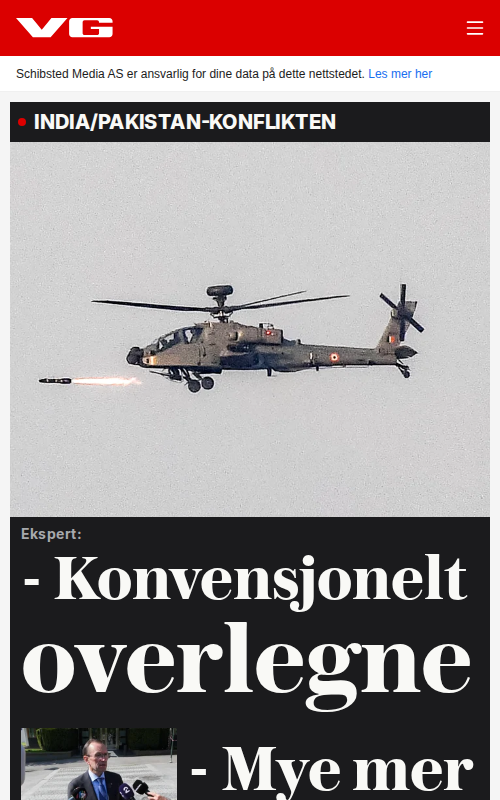 VG
Schibsted Media AS er ansvarlig for dine data på dette nettstedet. Les mer her
INDIA/PAKISTAN-KONFLIKTEN
Ekspert:
- Konvensjonelt
overlegne
- Mye mer